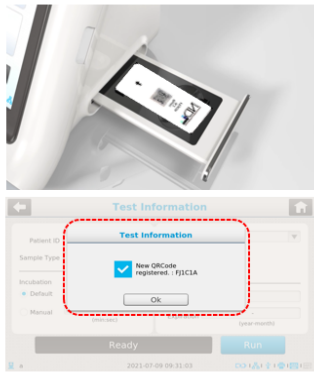 Test Information
Patient ID
Test Information
Sample Type
New QRCode
registered. : FJ1C1A
Incubation
Default
Ok
Manual
(min:sec)
(year-month)
Ready
Run
2021-07-09 09:31:03